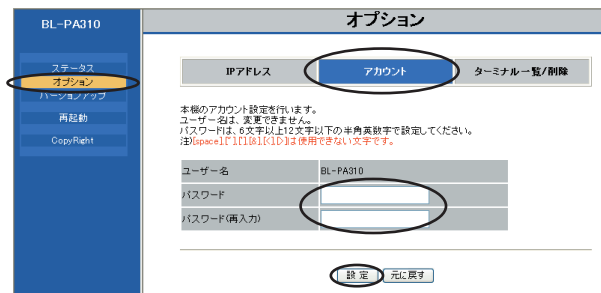 BL-PA310
オプション
ステータス
オプション
バージョンアップ
再起動
CopyRight
IPアドレス
アカウント
ターミナル一覧/削除
本機のアカウント設定を行います。
ユーザー名は、変更できません。
パスワードは、6文字以上12文字以下の半角英数字で設定してください。
注)[space]["]['][&][<][>]は使用できない文字です。
ユーザー名 BL-PA310
パスワード
パスワード(再入力)
設 定 元に戻す